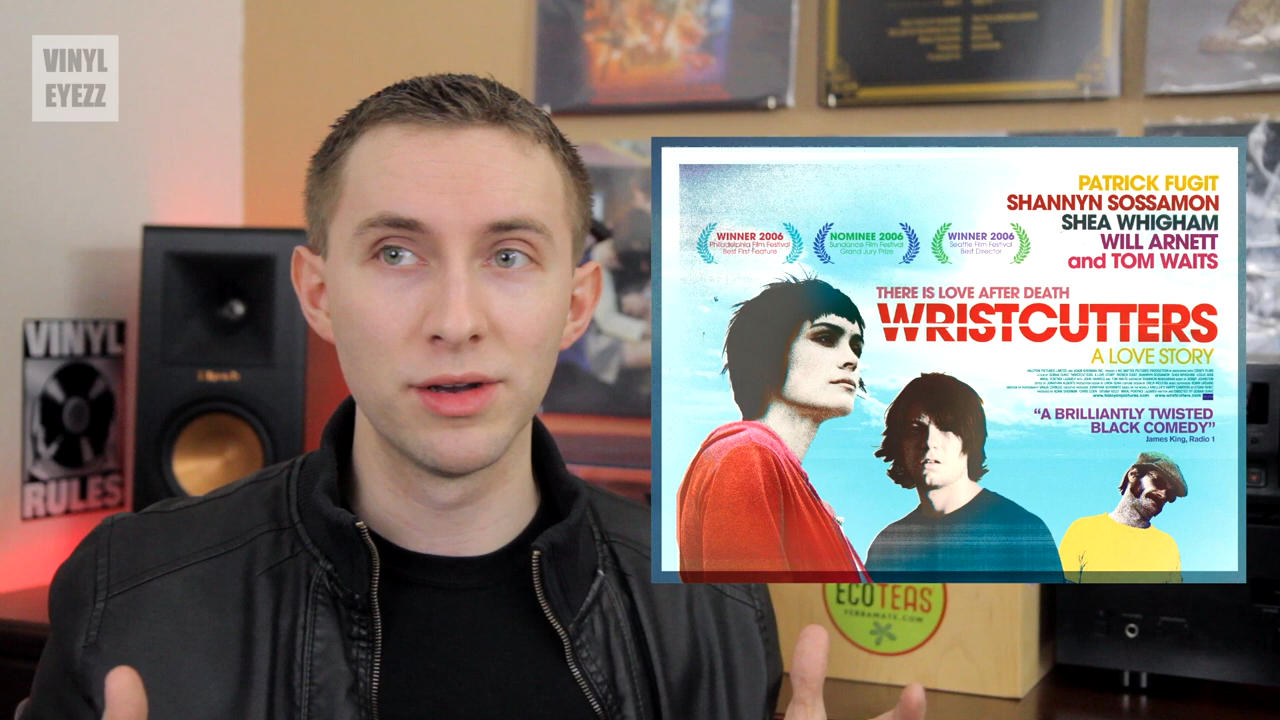 VINYL
EYEZZ
VINYL
RULES
PATRICK FUGIT
SHANNYN SOSSAMON
SHEA WHIGHAM
WILL ARNETT
and TOM WAITS
WINNER 2006
Philadelphia Film Festival
Best First Feature
NOMINEE 2006
Sundance Film Festival
Grand Jury Prize
WINNER 2006
Seattle Film Festival
Best Director
THERE IS LOVE AFTER DEATH
WRISTCUTTERS
A LOVE STORY
“A BRILLIANTLY TWISTED
BLACK COMEDY”
James King, Radio 1
ECOTEAS
YERBAMATE.COM